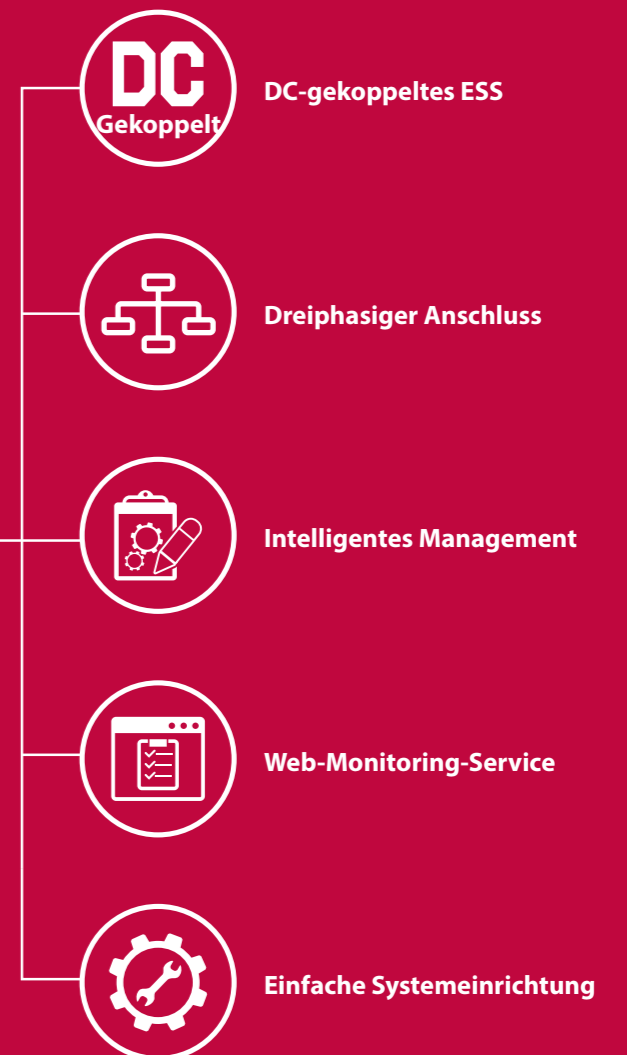 DC
Gekoppelt
DC-gekoppeltes ESS
Dreiphasiger Anschluss
Intelligentes Management
Web-Monitoring-Service
Einfache Systemeinrichtung